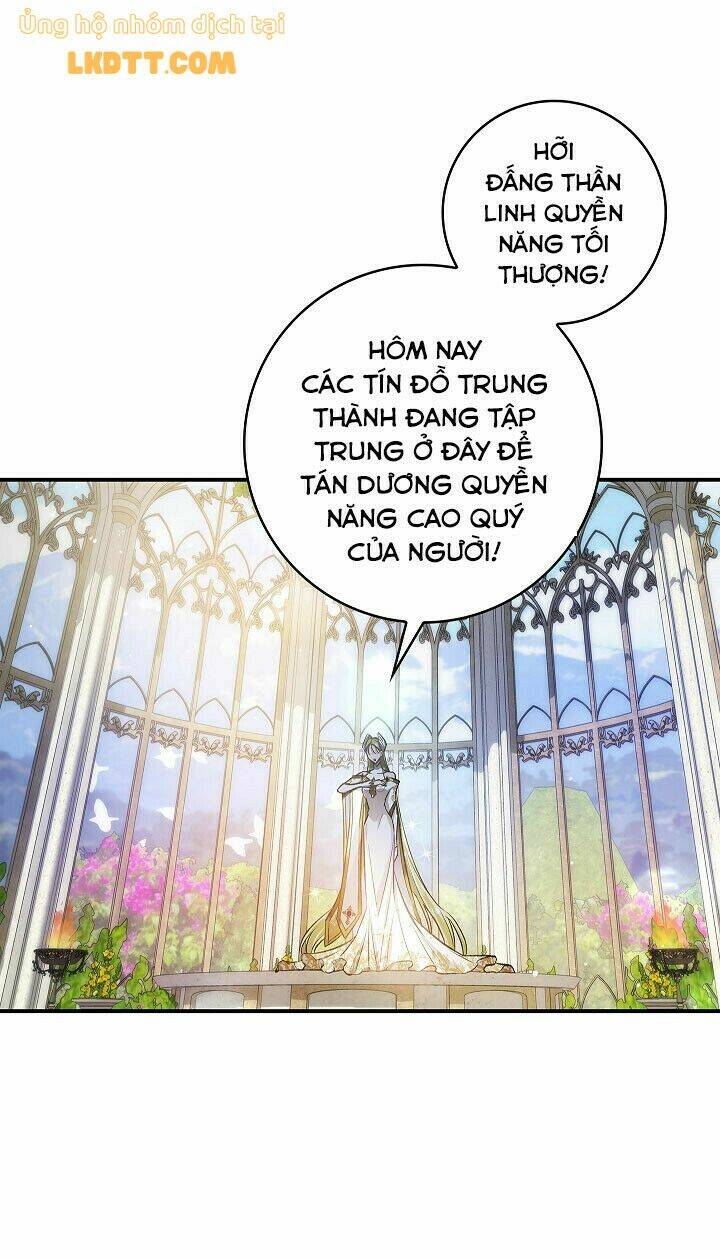 Ủng hộ nhóm dịch tại
LKDTT.COM
HỠI
ĐẤNG THẦN
LINH QUYỀN
NĂNG TỐI
THƯỢNG!
HÔM NAY
CÁC TÍN ĐỒ TRUNG
THÀNH ĐANG TẬP
TRUNG Ở ĐÂY ĐỂ
TÁN DƯƠNG QUYỀN
NĂNG CAO QUÝ
CỦA NGƯỜI!